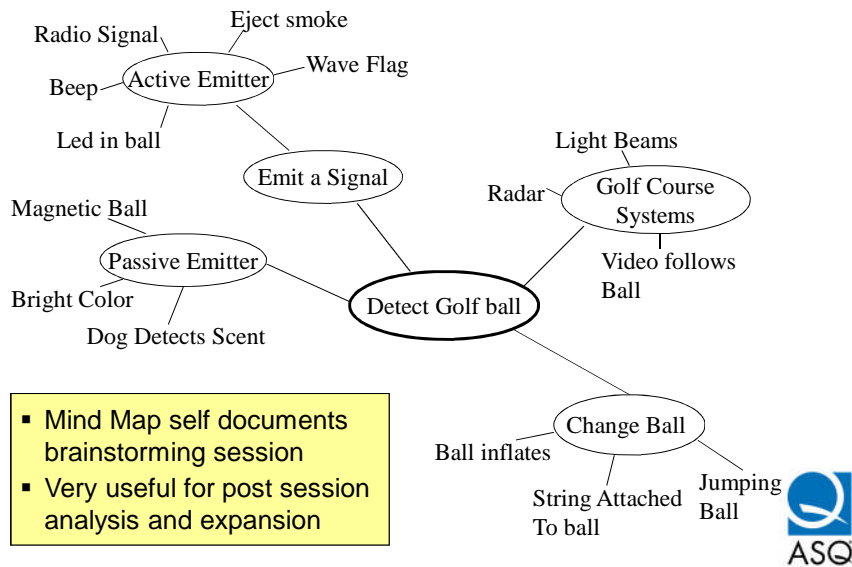 Eject smoke
Radio Signal
Wave Flag
Active Emitter
Beep
Led in ball
Emit a Signal
Light Beams
Radar
Golf Course
Systems
Video follows
Ball
Magnetic Ball
Passive Emitter
Bright Color
Dog Detects Scent
Detect Golf ball
Change Ball
Ball inflates
String Attached
To ball
Jumping
Ball
▪ Mind Map self documents
brainstorming session
▪ Very useful for post session
analysis and expansion
ASQ